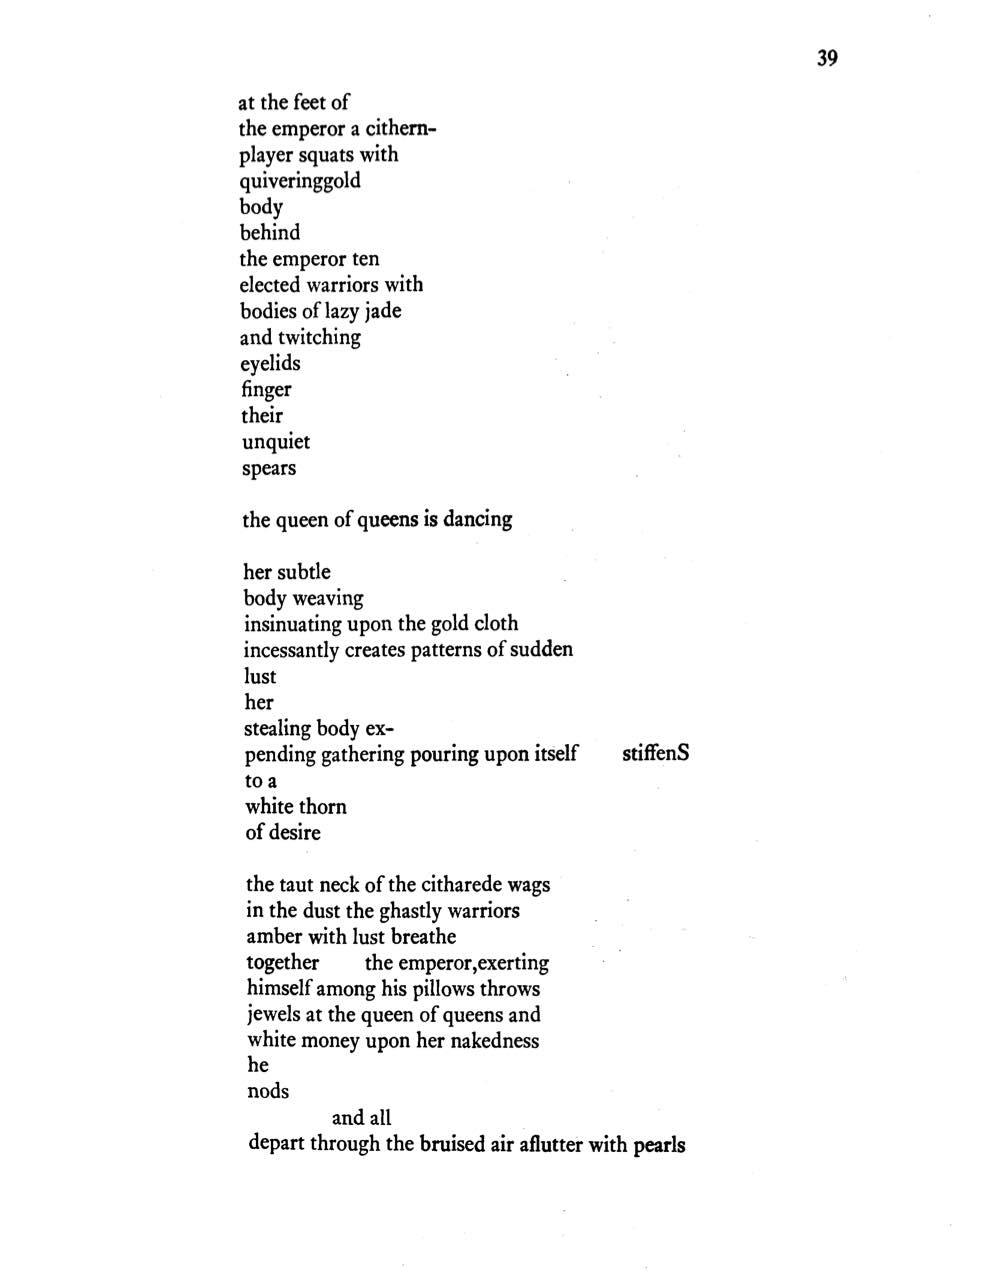 39
at the feet of
the emperor a cithern-
player squats with
quiveringgold
body
behind
the emperor ten
elected warriors with
bodies of lazy jade
and twitching
eyelids
finger
their
unquiet
spears
the queen of queens is dancing
her subtle
body weaving
insinuating upon the gold cloth
incessantly creates patterns of sudden
lust
her
stealing body ex-
pending gathering pouring upon itself stiffenS
to a
white thorn
of desire
the taut neck of the citharede wags
in the dust the ghastly warriors
amber with lust breathe
together the emperor,exerting
himself among his pillows throws
jewels at the queen of queens and
white money upon her nakedness
he
nods
and all
depart through the bruised air aflutter with pearls